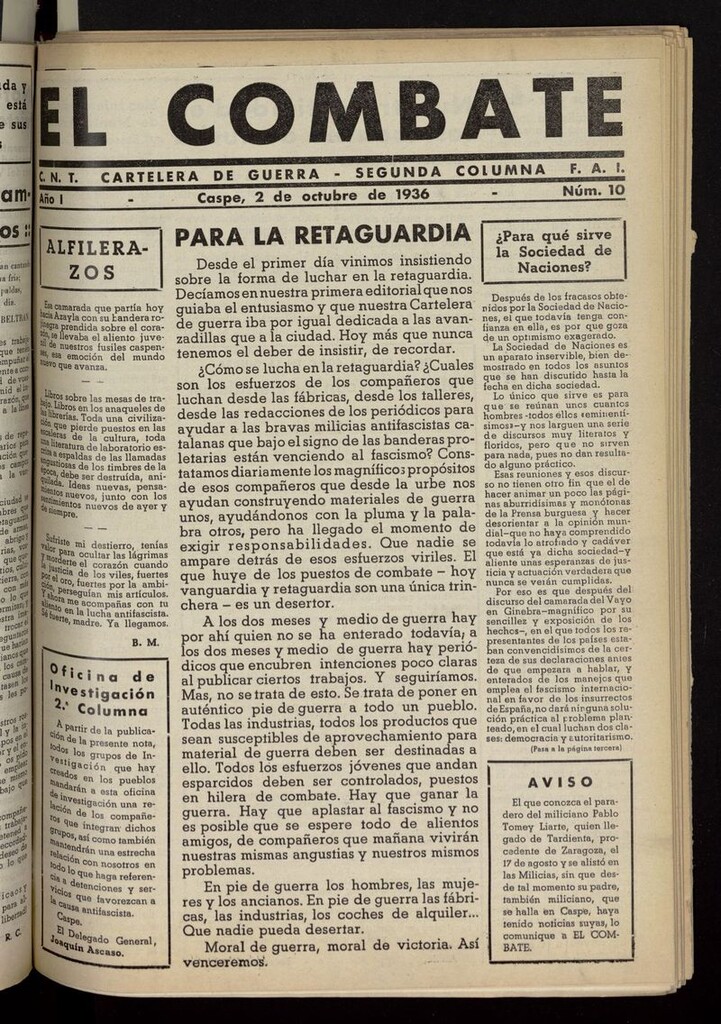 EL COMBATE
C. N. T. CARTELERA DE GUERRA - SEGUNDA COLUMNA F. A. I.
Año I - Caspe, 2 de octubre de 1936 - Núm. 10
ALFILERA-
ZOS
Ese camarada que partía hoy
hacia Azayla con su bandera ro-
negra prendida sobre el cora-
zón, se llevaba el aliento juve-
nil de nuestros fusiles caspen-
ses, esa emoción del mundo
nuevo que avanza.
— —
Libros sobre las mesas de tra-
bajo. Libros en los anaqueles de
las librerías. Toda una civiliza-
ción que pierde puestos en las
escaleras de la cultura, toda
una literatura de laboratorio es-
crita a espaldas de las llamadas
angustiosas de los timbres de la
época, debe ser destruida, ani-
quilada. Ideas nuevas, pensa-
mientos nuevos, junto con los
sentimientos nuevos de ayer y
de siempre.
— —
Sufriste mi destierro, tenías
valor para ocultar las lágrimas
y morderte el corazón cuando
la justicia de los viles, fuertes
por el oro, fuertes por la ambi-
ción, perseguían mis artículos.
Y ahora me acompañas con tu
aliento en la lucha antifascista.
Sé fuerte, madre. Ya llegamos.
B. M.
Oficina de
Investigación
2.ª Columna
A partir de la publica-
ción de la presente nota,
todos los grupos de In-
vestigación que hay
creados en los pueblos
mandarán a esta oficina
de investigación una re-
lación de los compañe-
ros que integran dichos
grupos, así como también
mantendrán una estrecha
relación con nosotros en
todo lo que haga referen-
cia a detenciones y ser-
vicios que favorezcan a
la causa antifascista.
Caspe.
El Delegado General,
Joaquín Ascaso.
PARA LA RETAGUARDIA
Desde el primer día vinimos insistiendo
sobre la forma de luchar en la retaguardia.
Decíamos en nuestra primera editorial que nos
guiaba el entusiasmo y que nuestra Cartelera
de guerra iba por igual dedicada a las avan-
zadillas que a la ciudad. Hoy más que nunca
tenemos el deber de insistir, de recordar.
¿Cómo se lucha en la retaguardia? ¿Cuales
son los esfuerzos de los compañeros que
luchan desde las fábricas, desde los talleres,
desde las redacciones de los periódicos para
ayudar a las bravas milicias antifascistas ca-
talanas que bajo el signo de las banderas pro-
letarias están venciendo al fascismo? Cons-
tatamos diariamente los magníficos propósitos
de esos compañeros que desde la urbe nos
ayudan construyendo materiales de guerra
unos, ayudándonos con la pluma y la pala-
bra otros, pero ha llegado el momento de
exigir responsabilidades. Que nadie se
ampare detrás de esos esfuerzos viriles. El
que huye de los puestos de combate – hoy
vanguardia y retaguardia son una única trin-
chera – es un desertor.
A los dos meses y medio de guerra hay
por ahí quien no se ha enterado todavía; a
los dos meses y medio de guerra hay perió-
dicos que encubren intenciones poco claras
al publicar ciertos trabajos. Y seguiríamos.
Mas, no se trata de esto. Se trata de poner en
auténtico pie de guerra a todo un pueblo.
Todas las industrias, todos los productos que
sean susceptibles de aprovechamiento para
material de guerra deben ser destinadas a
ello. Todos los esfuerzos jóvenes que andan
esparcidos deben ser controlados, puestos
en hilera de combate. Hay que ganar la
guerra. Hay que aplastar al fascismo y no
es posible que se espere todo de alientos
amigos, de compañeros que mañana vivirán
nuestras mismas angustias y nuestros mismos
problemas.
En pie de guerra los hombres, las muje-
res y los ancianos. En pie de guerra las fábri-
cas, las industrias, los coches de alquiler...
Que nadie pueda desertar.
Moral de guerra, moral de victoria. Así
venceremos.
¿Para qué sirve
la Sociedad de
Naciones?
Después de los fracasos obte-
nidos por la Sociedad de Nacio-
nes, el que todavía tenga con-
fianza en ella, es por que goza
de un optimismo exagerado.
La Sociedad de Naciones es
un aparato inservible, bien de-
mostrado en todos los asuntos
que se han discutido hasta la
fecha en dicha sociedad.
Lo único que sirve es para
que se reúnan unos cuantos
hombres -todos ellos reminenti-
simos- y nos larguen una serie
de discursos muy literatos y
floridos, pero que no sirven
para nada, pues no dan resulta-
do alguno práctico.
Esas reuniones y esos discur-
so no tienen otro fin que el de
hacer animar un poco las pági-
nas aburridísimas y monótonas
de la Prensa burguesa y hacer
desorientar a la opinión mun-
dial-que no haya comprendido
todavía lo atrofiado y cadáver
que está ya dicha sociedad-y
aliente unas esperanzas de jus-
ticia y actuación verdadera que
nunca se verán cumplidas.
Por eso es que después del
discurso del camarada del Vayo
en Ginebra-magnífico por su
sencillez y exposición de los
hechos-, en el que todos los re-
presentantes de los países esta-
ban convencidísimos de la cer-
teza de sus declaraciones antes
de que empezara a hablar, y
enterados de los manejos que
emplea el fascismo internacio-
nal en favor de los insurrectos
de España, no dará ninguna solu-
ción práctica al problema plan-
teado, en el cual luchan dos cla-
ses: democracia y autoritarismo.
(Pasa a la página tercera)
AVISO
El que conozca el para-
dero del miliciano Pablo
Tomey Liarte, quien lle-
gado de Tardienta, pro-
cedente de Zaragoza, el
17 de agosto y se alistó en
las Milicias, sin que des-
de tal momento su padre,
también miliciano, que
se halla en Caspe, haya
tenido noticias suyas, lo
comunique a EL COM-
BATE.